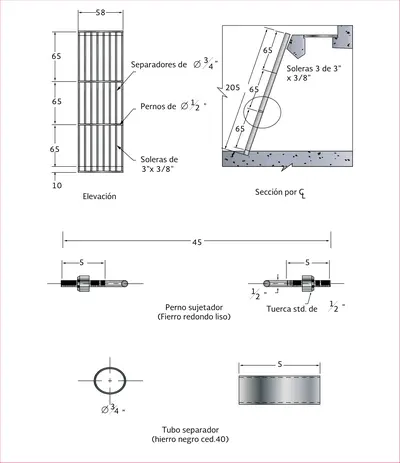 58
65
65
65
10
Separadores de Ø 3/4"
Pernos de Ø 1/2"
Soleras de
3"x 3/8"
Elevación
205
65
65
65
Soleras 3 de 3"
x 3/8"
Sección por ℄
45
5
5
1/2"
Perno sujetador
(Fierro redondo liso)
Tuerca std. de 1/2"
Ø 3/4"
5
Tubo separador
(hierro negro ced.40)